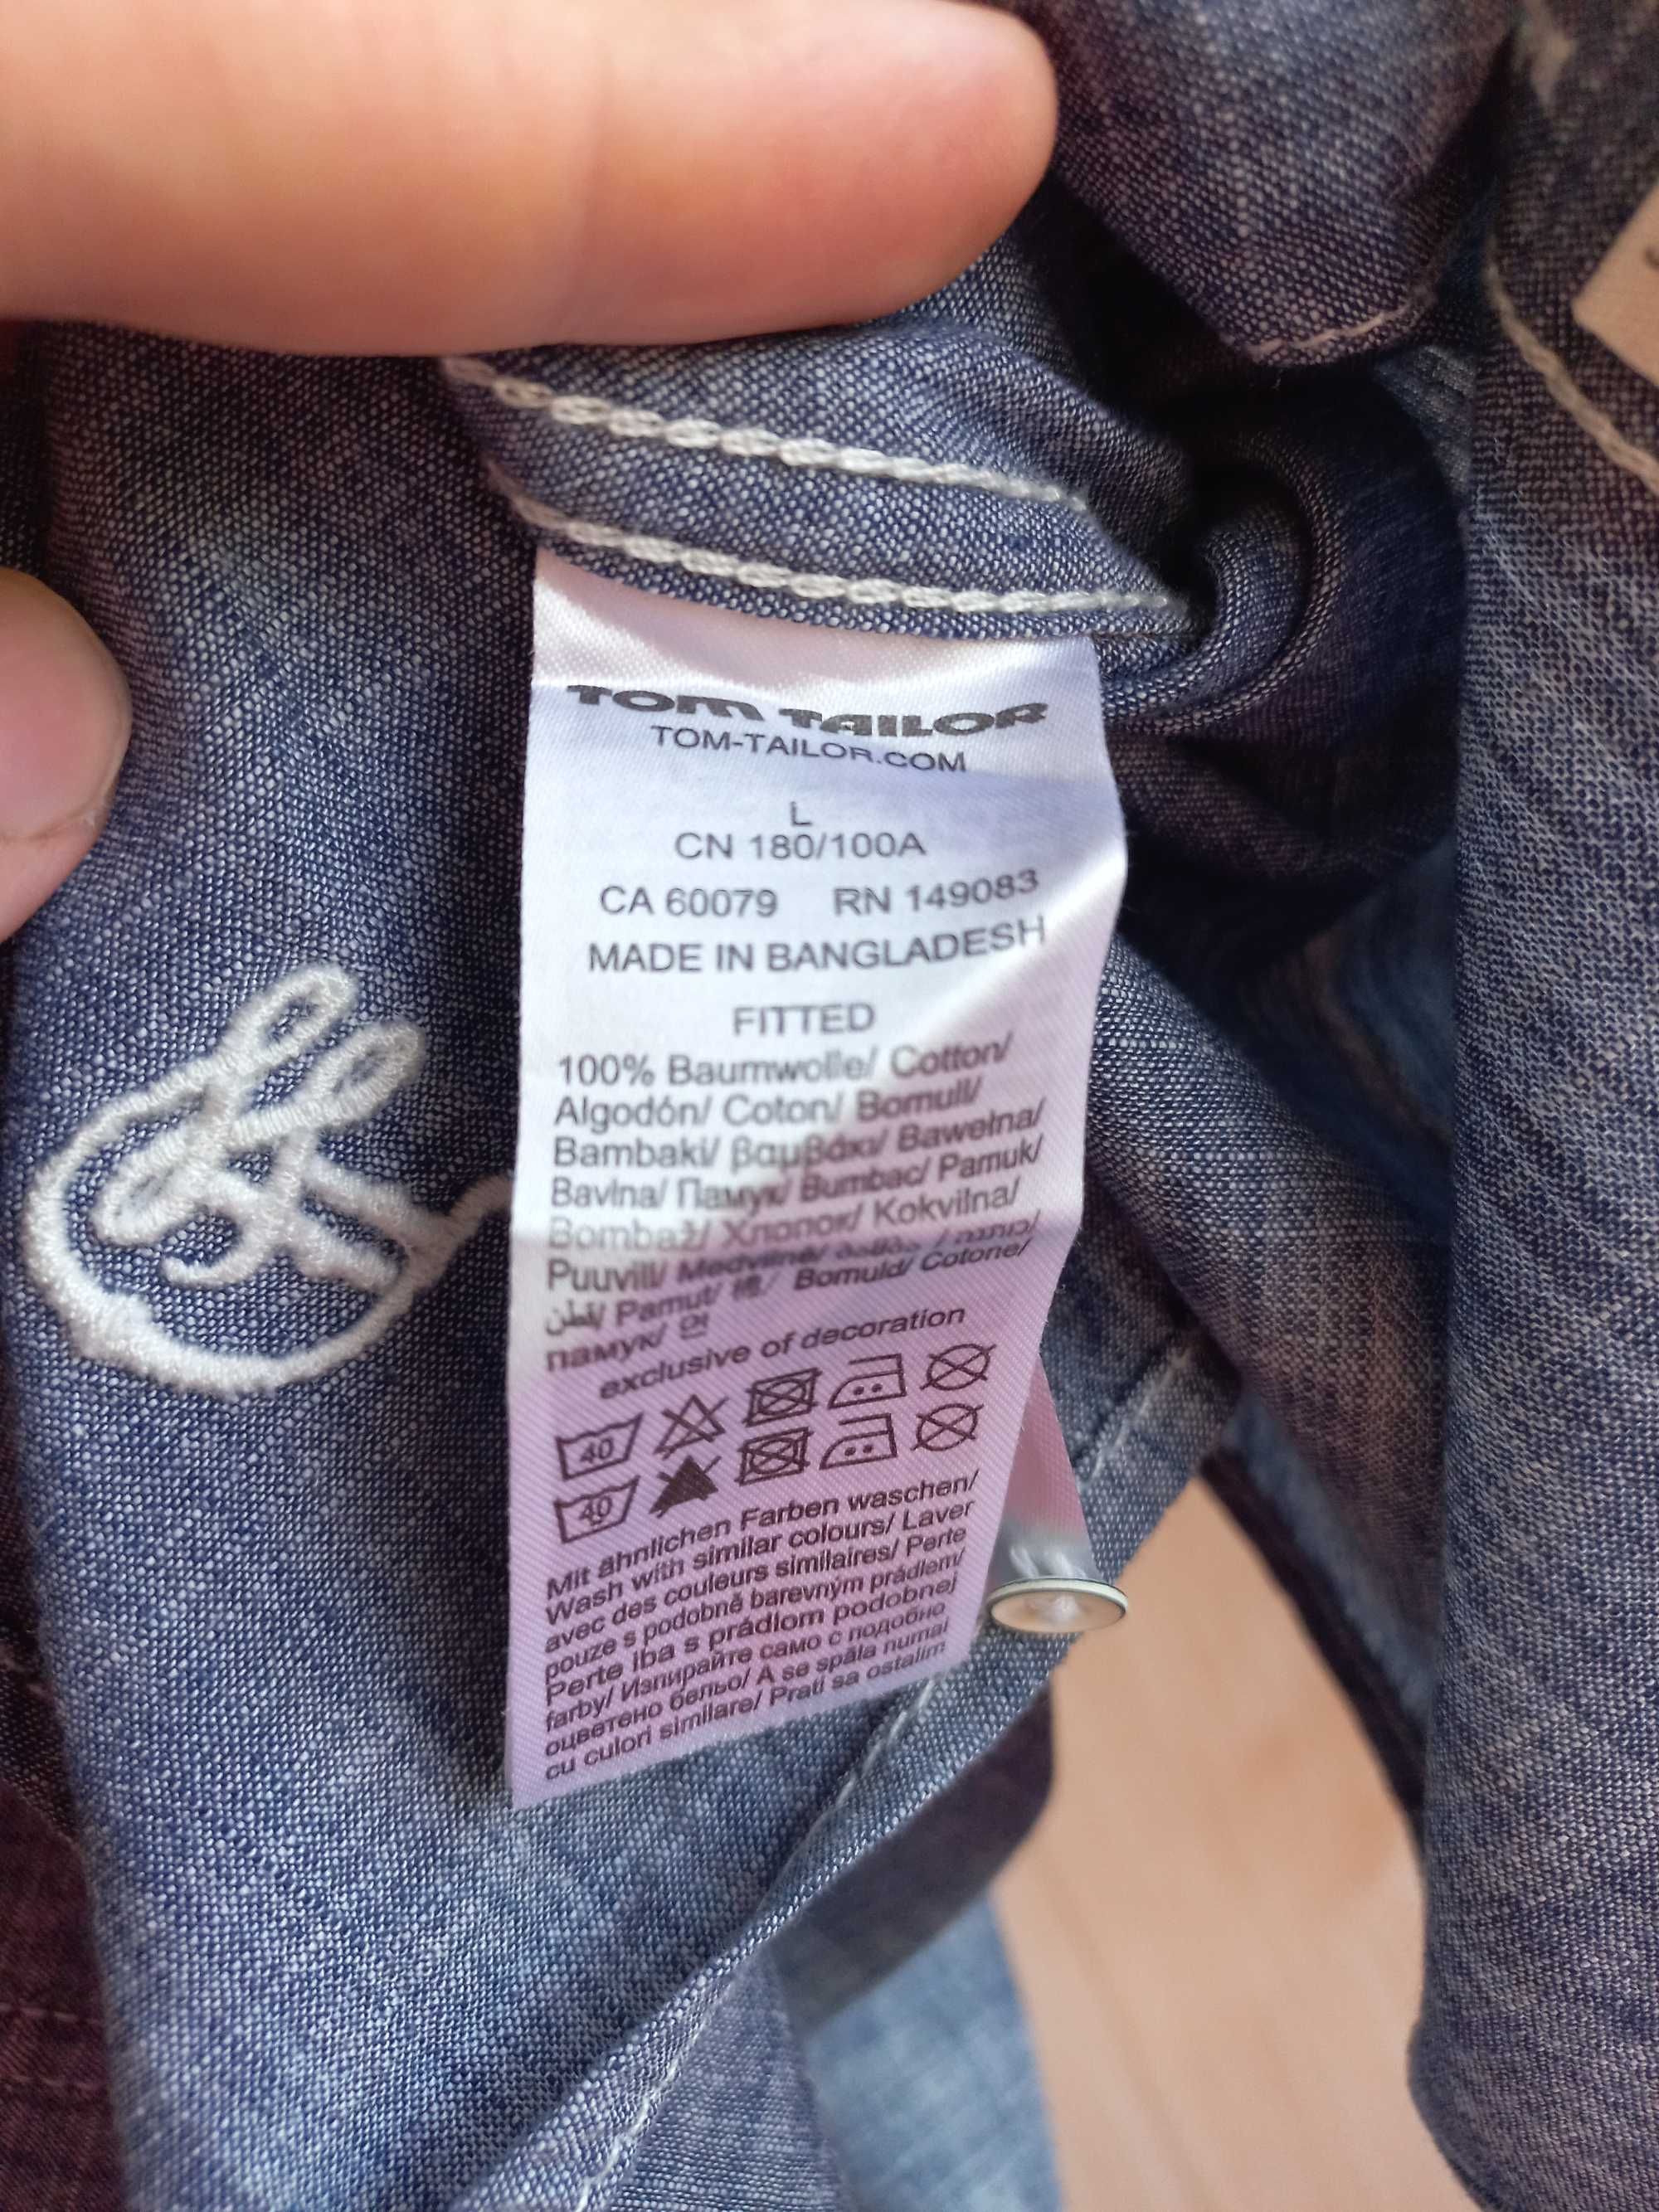 TOM TAILOR
TOM-TAILOR.COM
L
CN 180/100A
CA 60079 RN 149083
MADE IN BANGLADESH
FITTED
100% Baumwolle/ Cotton/
Algodón/ Coton/ Bomull/
Bambaki/ βαμβάκι/ Bawełna/
Bavlna/ Памук/ Bumbac/ Pamuk/
Bombaž/ Хлопок/ Kokvilna/
Puuvill/ Medvilnė/
قطن/ Pamut/ 棉/ Bomuld/ Cotone/
памук/ 면
exclusive of decoration
40
40
Mit ähnlichen Farben waschen/
Wash with similar colours/ Laver
avec des couleurs similaires/ Perte
pouze s podobně barevným prádlem/
Perte iba s prádlom podobnej
farby/ Изпирайте само с подобно
оцветено бельо/ A se spăla numai
cu culori similare/ Prati sa ostalim